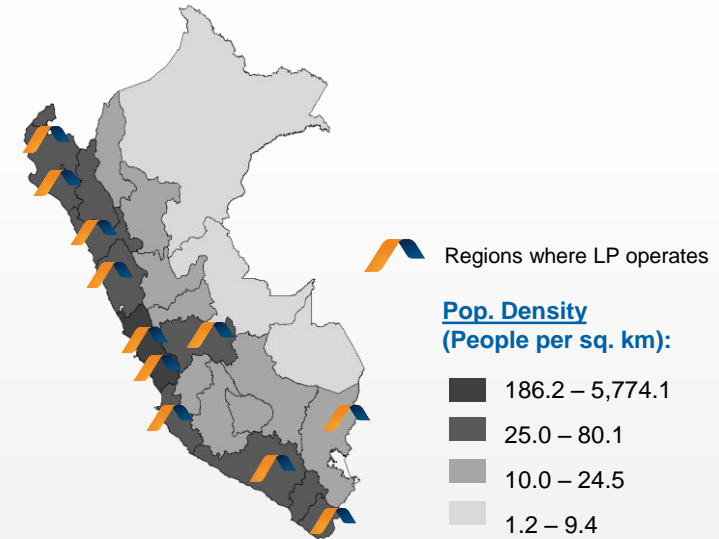 Regions where LP operates
Pop. Density
(People per sq. km):
186.2 – 5,774.1
25.0 – 80.1
10.0 – 24.5
1.2 – 9.4